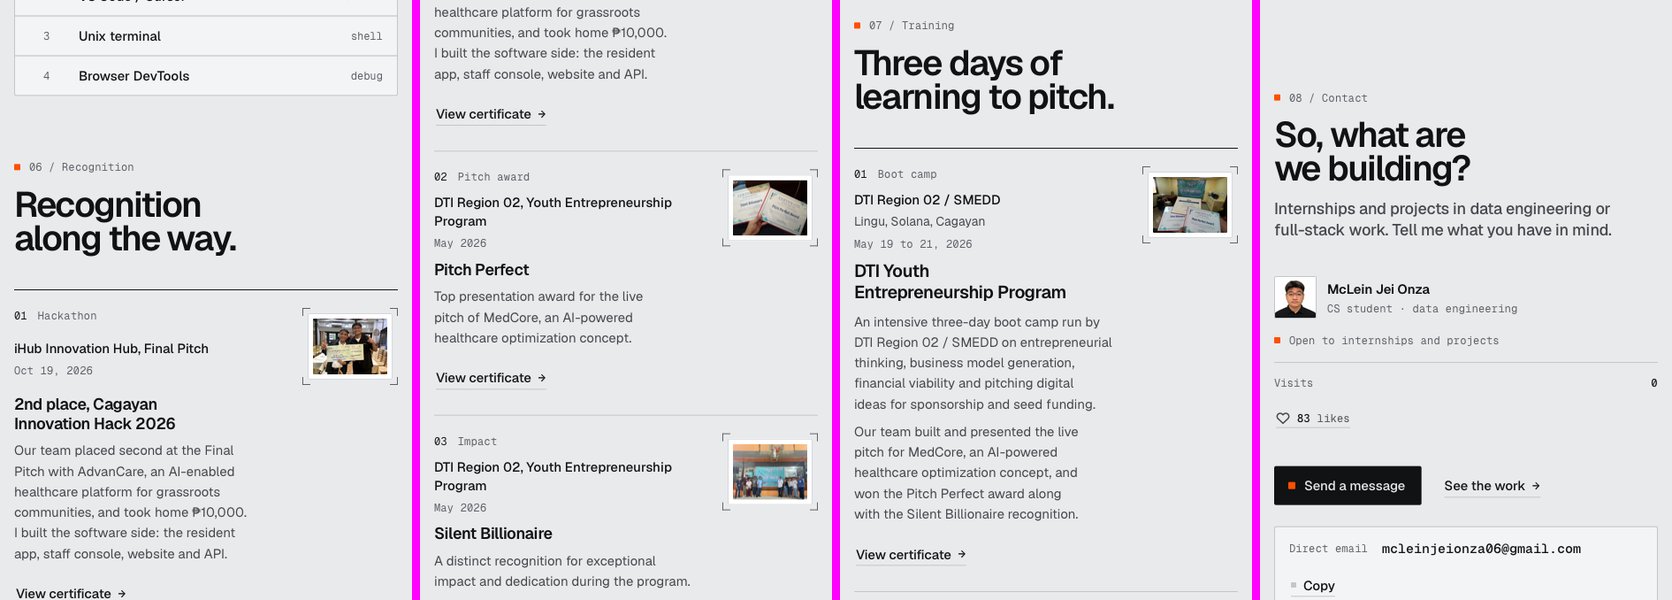 3 Unix terminal shell
4 Browser DevTools debug
06 / Recognition
Recognition
along the way.
01 Hackathon
iHub Innovation Hub, Final Pitch
Oct 19, 2026
2nd place, Cagayan
Innovation Hack 2026
Our team placed second at the Final
Pitch with AdvanCare, an AI-enabled
healthcare platform for grassroots
communities, and took home ₱10,000.
I built the software side: the resident
app, staff console, website and API.
View certificate →
healthcare platform for grassroots
communities, and took home ₱10,000.
I built the software side: the resident
app, staff console, website and API.
View certificate →
02 Pitch award
DTI Region 02, Youth Entrepreneurship
Program
May 2026
Pitch Perfect
Top presentation award for the live
pitch of MedCore, an AI-powered
healthcare optimization concept.
View certificate →
03 Impact
DTI Region 02, Youth Entrepreneurship
Program
May 2026
Silent Billionaire
A distinct recognition for exceptional
impact and dedication during the program.
07 / Training
Three days of
learning to pitch.
01 Boot camp
DTI Region 02 / SMEDD
Lingu, Solana, Cagayan
May 19 to 21, 2026
DTI Youth
Entrepreneurship Program
An intensive three-day boot camp run by
DTI Region 02 / SMEDD on entrepreneurial
thinking, business model generation,
financial viability and pitching digital
ideas for sponsorship and seed funding.
Our team built and presented the live
pitch for MedCore, an AI-powered
healthcare optimization concept, and
won the Pitch Perfect award along
with the Silent Billionaire recognition.
View certificate →
08 / Contact
So, what are
we building?
Internships and projects in data engineering or
full-stack work. Tell me what you have in mind.
McLein Jei Onza
CS student · data engineering
Open to internships and projects
Visits 0
83 likes
Send a message
See the work →
Direct email mcleinjeionza06@gmail.com
Copy